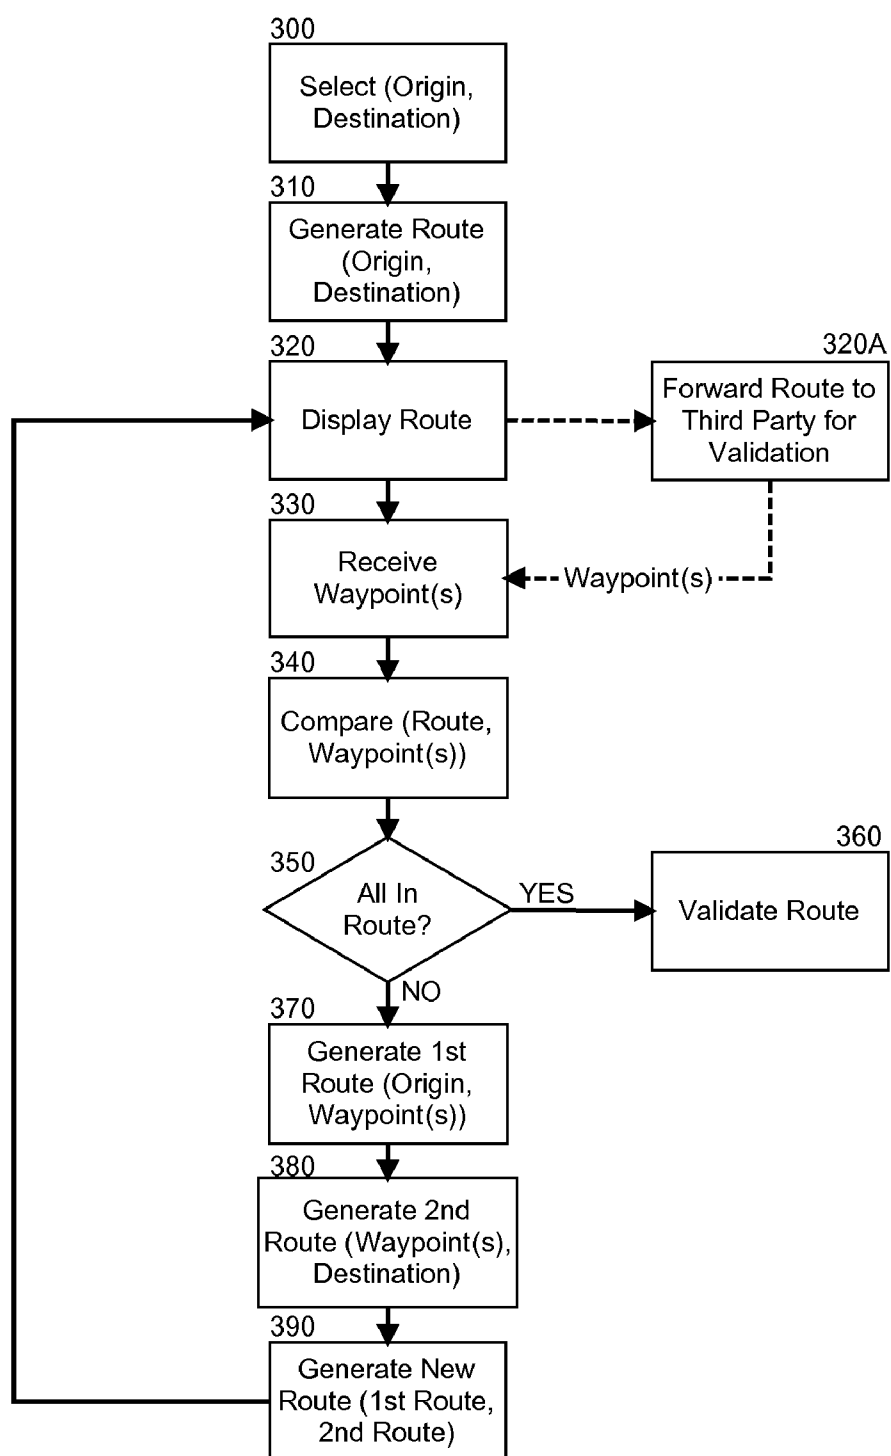 300
Select (Origin,
Destination)
310
Generate Route
(Origin,
Destination)
320
Display Route
320A
Forward Route to
Third Party for
Validation
330
Receive
Waypoint(s)
Waypoint(s)
340
Compare (Route,
Waypoint(s))
350
All In
Route?
YES
360
Validate Route
NO
370
Generate 1st
Route (Origin,
Waypoint(s))
380
Generate 2nd
Route (Waypoint(s),
Destination)
390
Generate New
Route (1st Route,
2nd Route)